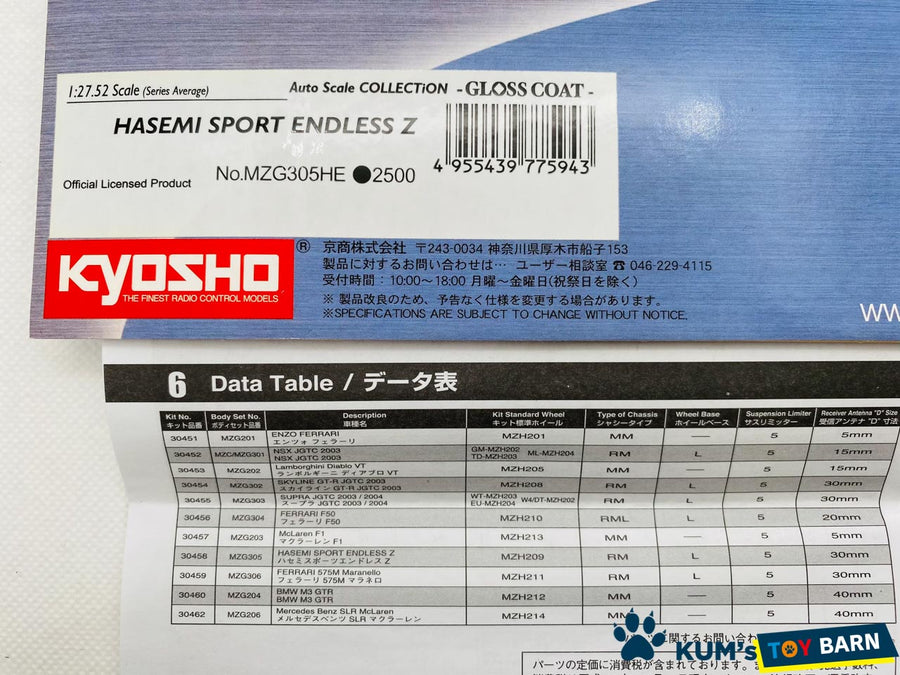 1:27.52 Scale (Series Average)
Auto Scale COLLECTiON - GLOSS COAT -
HASEMI SPORT ENDLESS Z
4 955439 775943
Official Licensed Product
No.MZG305HE ●2500
KYOSHO ®
THE FINEST RADIO CONTROL MODELS
京商株式会社 〒243-0034 神奈川県厚木市船子153
製品に対するお問い合わせは… ユーザー相談室 ☎ 046-229-4115
受付時間:10:00~18:00 月曜~金曜日(祝祭日を除く)
※ 製品改良のため、予告なく仕様を変更する場合があります。
※SPECIFICATIONS ARE SUBJECT TO CHANGE WITHOUT NOTICE.
WW
6 Data Table / データ表
Kit No. Body Set No. Description Kit Standard Wheel Type of Chassis Wheel Base Suspension Limiter Receiver Antenna "D" Size
キット品番 ボディセット品番 車種名 キット標準ホイール シャシータイプ ホイールベース サスリミッター 受信アンテナ "D" 寸法
30451 MZG201 ENZO FERRARI MZH201 MM — 5 5mm
エンツォ フェラーリ
30452 MZC/MZG301 NSX JGTC 2003 GM-MZH202 ML-MZH204 RM L 5 15mm
NSX JGTC 2003 TD-MZH203
30453 MZG202 Lamborghini Diablo VT MZH205 MM — 5 15mm
ランボルギーニ ディアブロ VT
30454 MZG302 SKYLINE GT-R JGTC 2003 MZH208 RM L 5 30mm
スカイライン GT-R JGTC 2003
30455 MZG303 SUPRA JGTC 2003 / 2004 WT-MZH203 W4/DT-MZH202 RM L 5 30mm
スープラ JGTC 2003 / 2004 EU-MZH204
30456 MZG304 FERRARI F50 MZH210 RML L 5 20mm
フェラーリ F50
30457 MZG203 McLaren F1 MZH213 MM — 5 5mm
マクラーレン F1
30458 MZG305 HASEMI SPORT ENDLESS Z MZH209 RM L 5 30mm
ハセミスポーツエンドレス Z
30459 MZG306 FERRARI 575M Maranello MZH211 RM L 5 30mm
フェラーリ 575M マラネロ
30460 MZG204 BMW M3 GTR MZH212 MM — 5 40mm
BMW M3 GTR
30462 MZG206 Mercedes Benz SLR McLaren MZH214 MM 5 40mm
メルセデスベンツ SLR マクラーレン
に関するお問い合わ
KUM's TOY BARN
パーツの定価に消費税が含まれております。